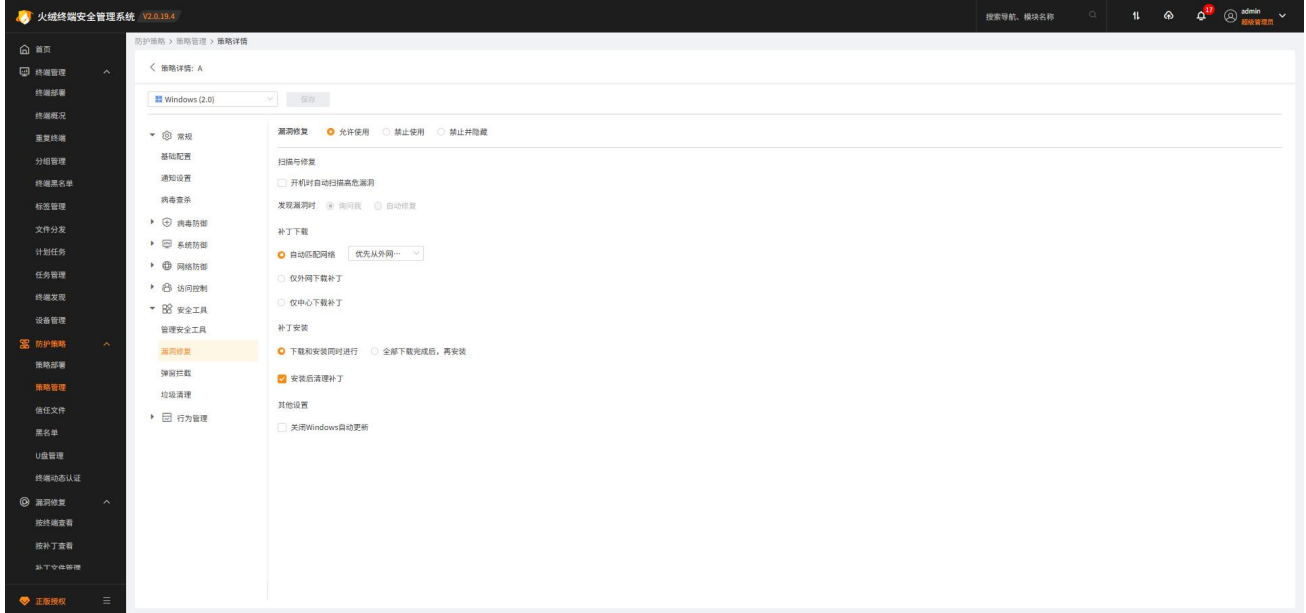 火绒终端安全管理系统 V2.0.19.4
搜索导航、模块名称
17
admin
超级管理员
首页
终端管理
终端部署
终端概况
重复终端
分组管理
终端黑名单
标签管理
文件分发
计划任务
任务管理
终端发现
设备管理
防护策略
策略部署
策略管理
信任文件
黑名单
U盘管理
终端动态认证
漏洞修复
按终端查看
按补丁查看
补丁文件管理
正版授权
防护策略 > 策略管理 > 策略详情
策略详情: A
Windows (2.0)
保存
常规
基础配置
通知设置
病毒查杀
病毒防御
系统防御
网络防御
访问控制
安全工具
管理安全工具
漏洞修复
弹窗拦截
垃圾清理
行为管理
漏洞修复 允许使用 禁止使用 禁止并隐藏
扫描与修复
开机时自动扫描高危漏洞
发现漏洞时 询问我 自动修复
补丁下载
自动匹配网络 优先从外网…
仅外网下载补丁
仅中心下载补丁
补丁安装
下载和安装同时进行 全部下载完成后，再安装
安装后清理补丁
其他设置
关闭Windows自动更新